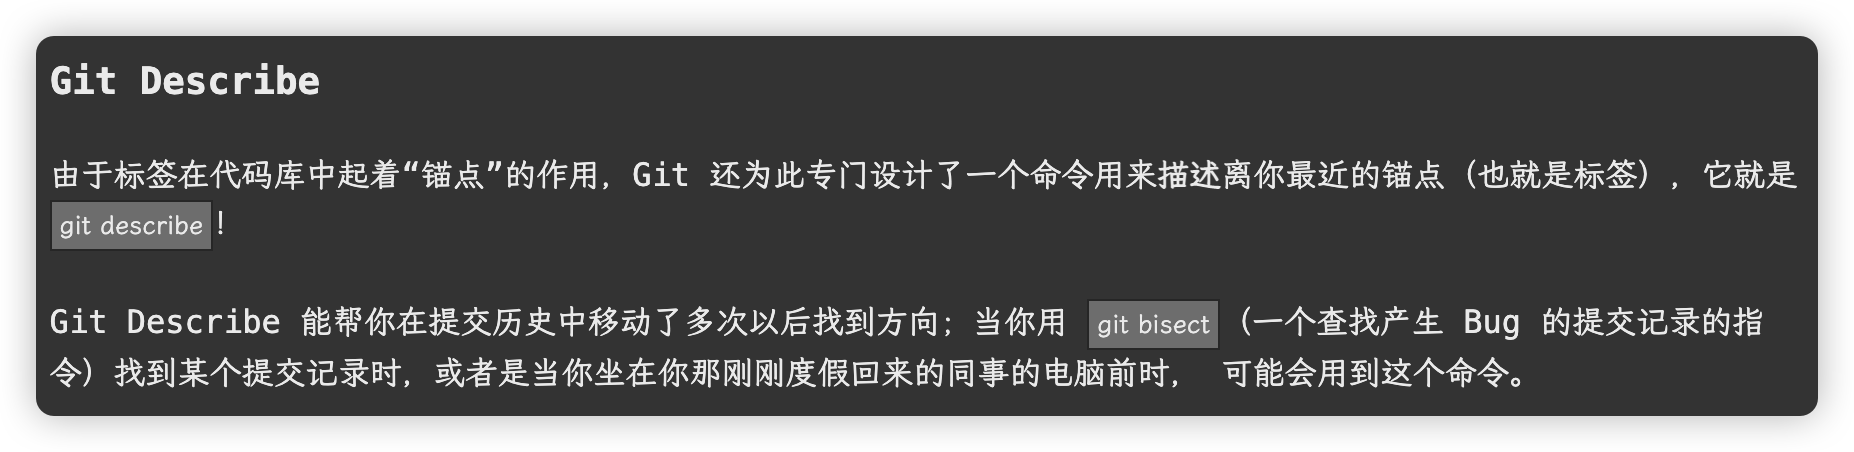 Git Describe
由于标签在代码库中起着“锚点”的作用，Git 还为此专门设计了一个命令用来描述离你最近的锚点（也就是标签），它就是
git describe！
Git Describe 能帮你在提交历史中移动了多次以后找到方向；当你用 git bisect（一个查找产生 Bug 的提交记录的指
令）找到某个提交记录时，或者是当你坐在你那刚刚度假回来的同事的电脑前时， 可能会用到这个命令。